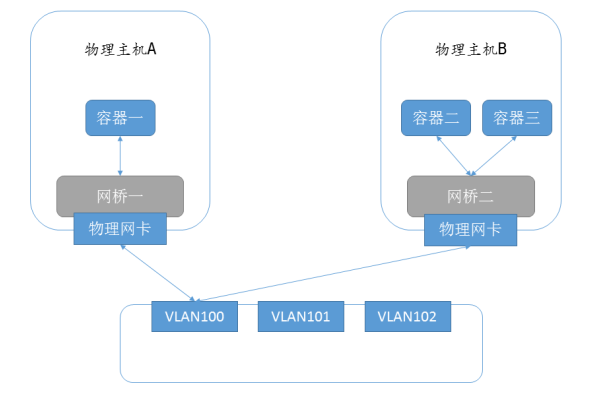 物理主机A
物理主机B
容器一
容器二
容器三
网桥一
网桥二
物理网卡
物理网卡
VLAN100
VLAN101
VLAN102